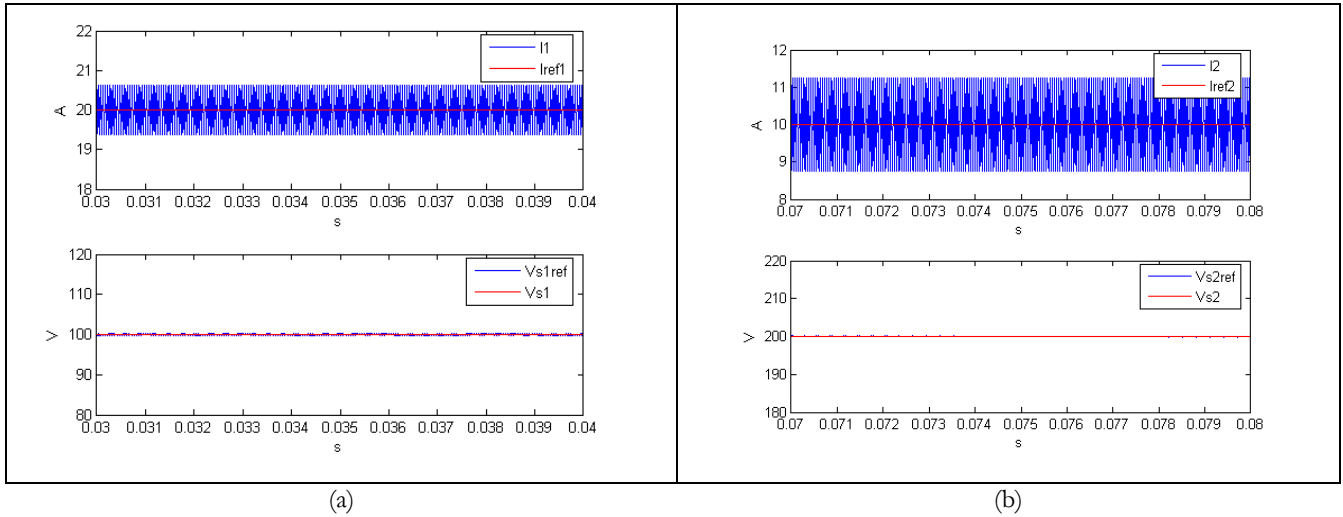 22
21
20
19
18
A
I1
Iref1
0.03 0.031 0.032 0.033 0.034 0.035 0.036 0.037 0.038 0.039 0.04
s
120
110
100
90
80
V
Vs1ref
Vs1
0.03 0.031 0.032 0.033 0.034 0.035 0.036 0.037 0.038 0.039 0.04
s
(a)
12
11
10
9
8
A
I2
Iref2
0.07 0.071 0.072 0.073 0.074 0.075 0.076 0.077 0.078 0.079 0.08
s
220
210
200
190
180
V
Vs2ref
Vs2
0.07 0.071 0.072 0.073 0.074 0.075 0.076 0.077 0.078 0.079 0.08
s
(b)